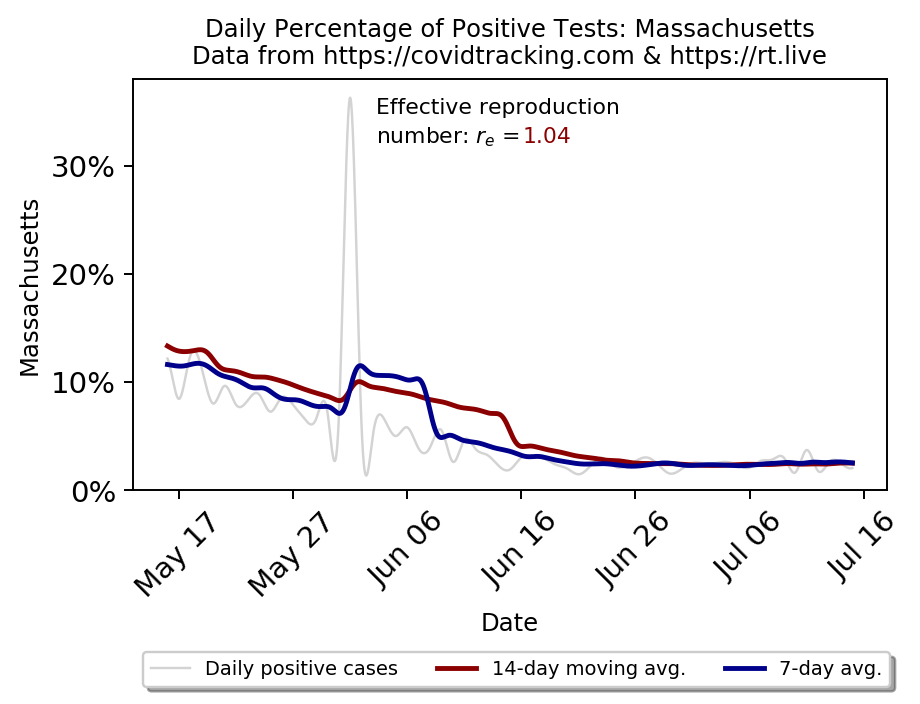 Daily Percentage of Positive Tests: Massachusetts
Data from https://covidtracking.com & https://rt.live
Effective reproduction
number: rₑ = 1.04
Massachusetts
30%
20%
10%
0%
May 17
May 27
Jun 06
Jun 16
Jun 26
Jul 06
Jul 16
Date
Daily positive cases
14-day moving avg.
7-day avg.